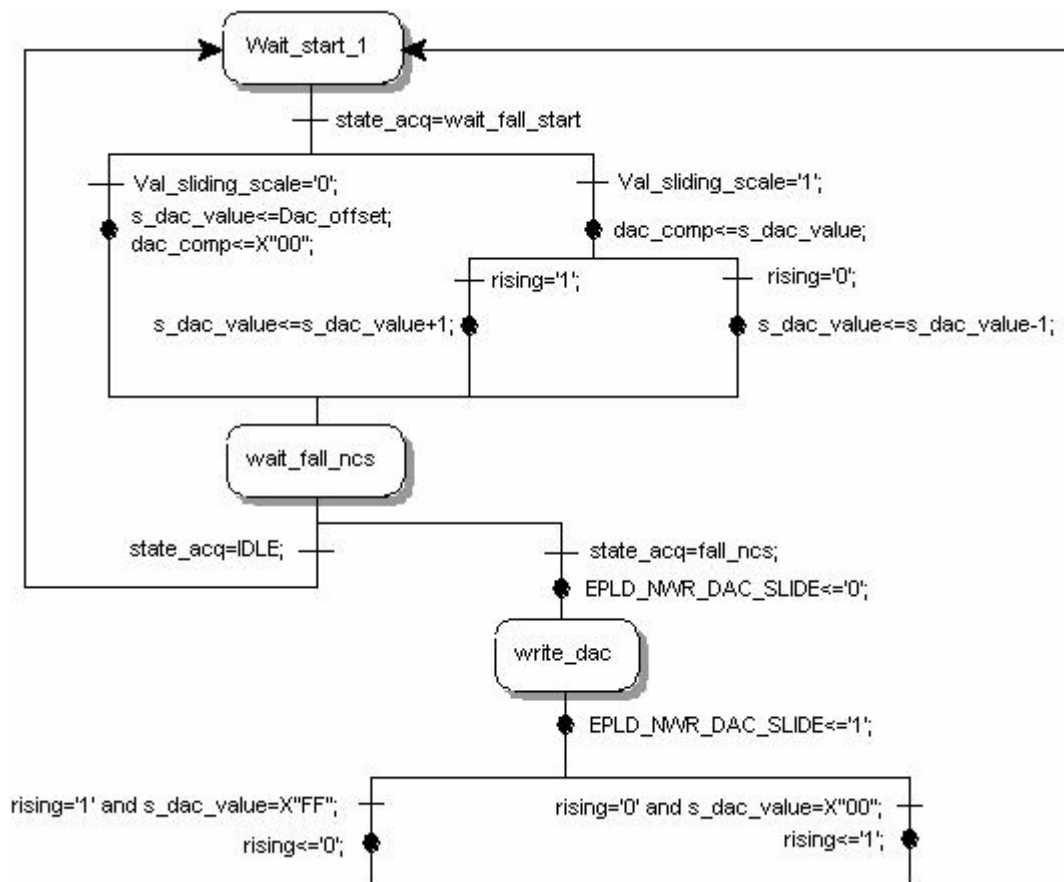 Wait_start_1
state_acq=wait_fall_start
Val_sliding_scale='0';
s_dac_value<=Dac_offset;
dac_comp<=X"00";
Val_sliding_scale='1';
dac_comp<=s_dac_value;
rising='1';
rising='0';
s_dac_value<=s_dac_value+1;
s_dac_value<=s_dac_value-1;
wait_fall_ncs
state_acq=IDLE;
state_acq=fall_ncs;
EPLD_NWR_DAC_SLIDE<='0';
write_dac
EPLD_NWR_DAC_SLIDE<='1';
rising='1' and s_dac_value=X"FF";
rising='0' and s_dac_value=X"00";
rising<='0';
rising<='1';